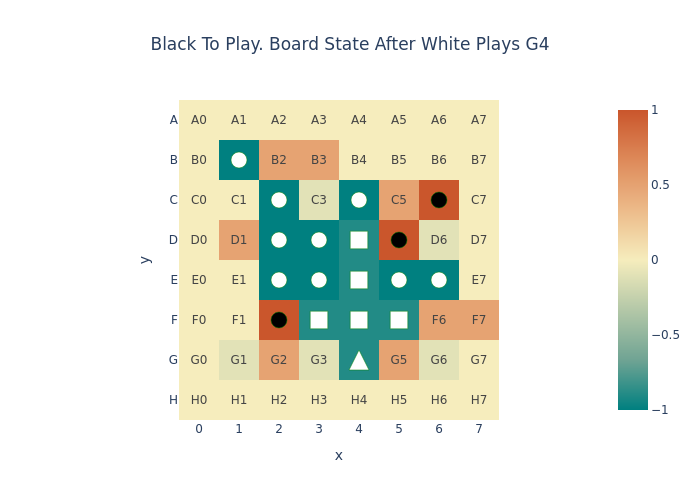 Black To Play. Board State After White Plays G4
A A0 A1 A2 A3 A4 A5 A6 A7
B B0 B2 B3 B4 B5 B6 B7
C C0 C1 C3 C5 C7
D D0 D1 D6 D7
E E0 E1 E7
F F0 F1 F6 F7
G G0 G1 G2 G3 G5 G6 G7
H H0 H1 H2 H3 H4 H5 H6 H7
0 1 2 3 4 5 6 7
x
y
1
0.5
0
−0.5
−1